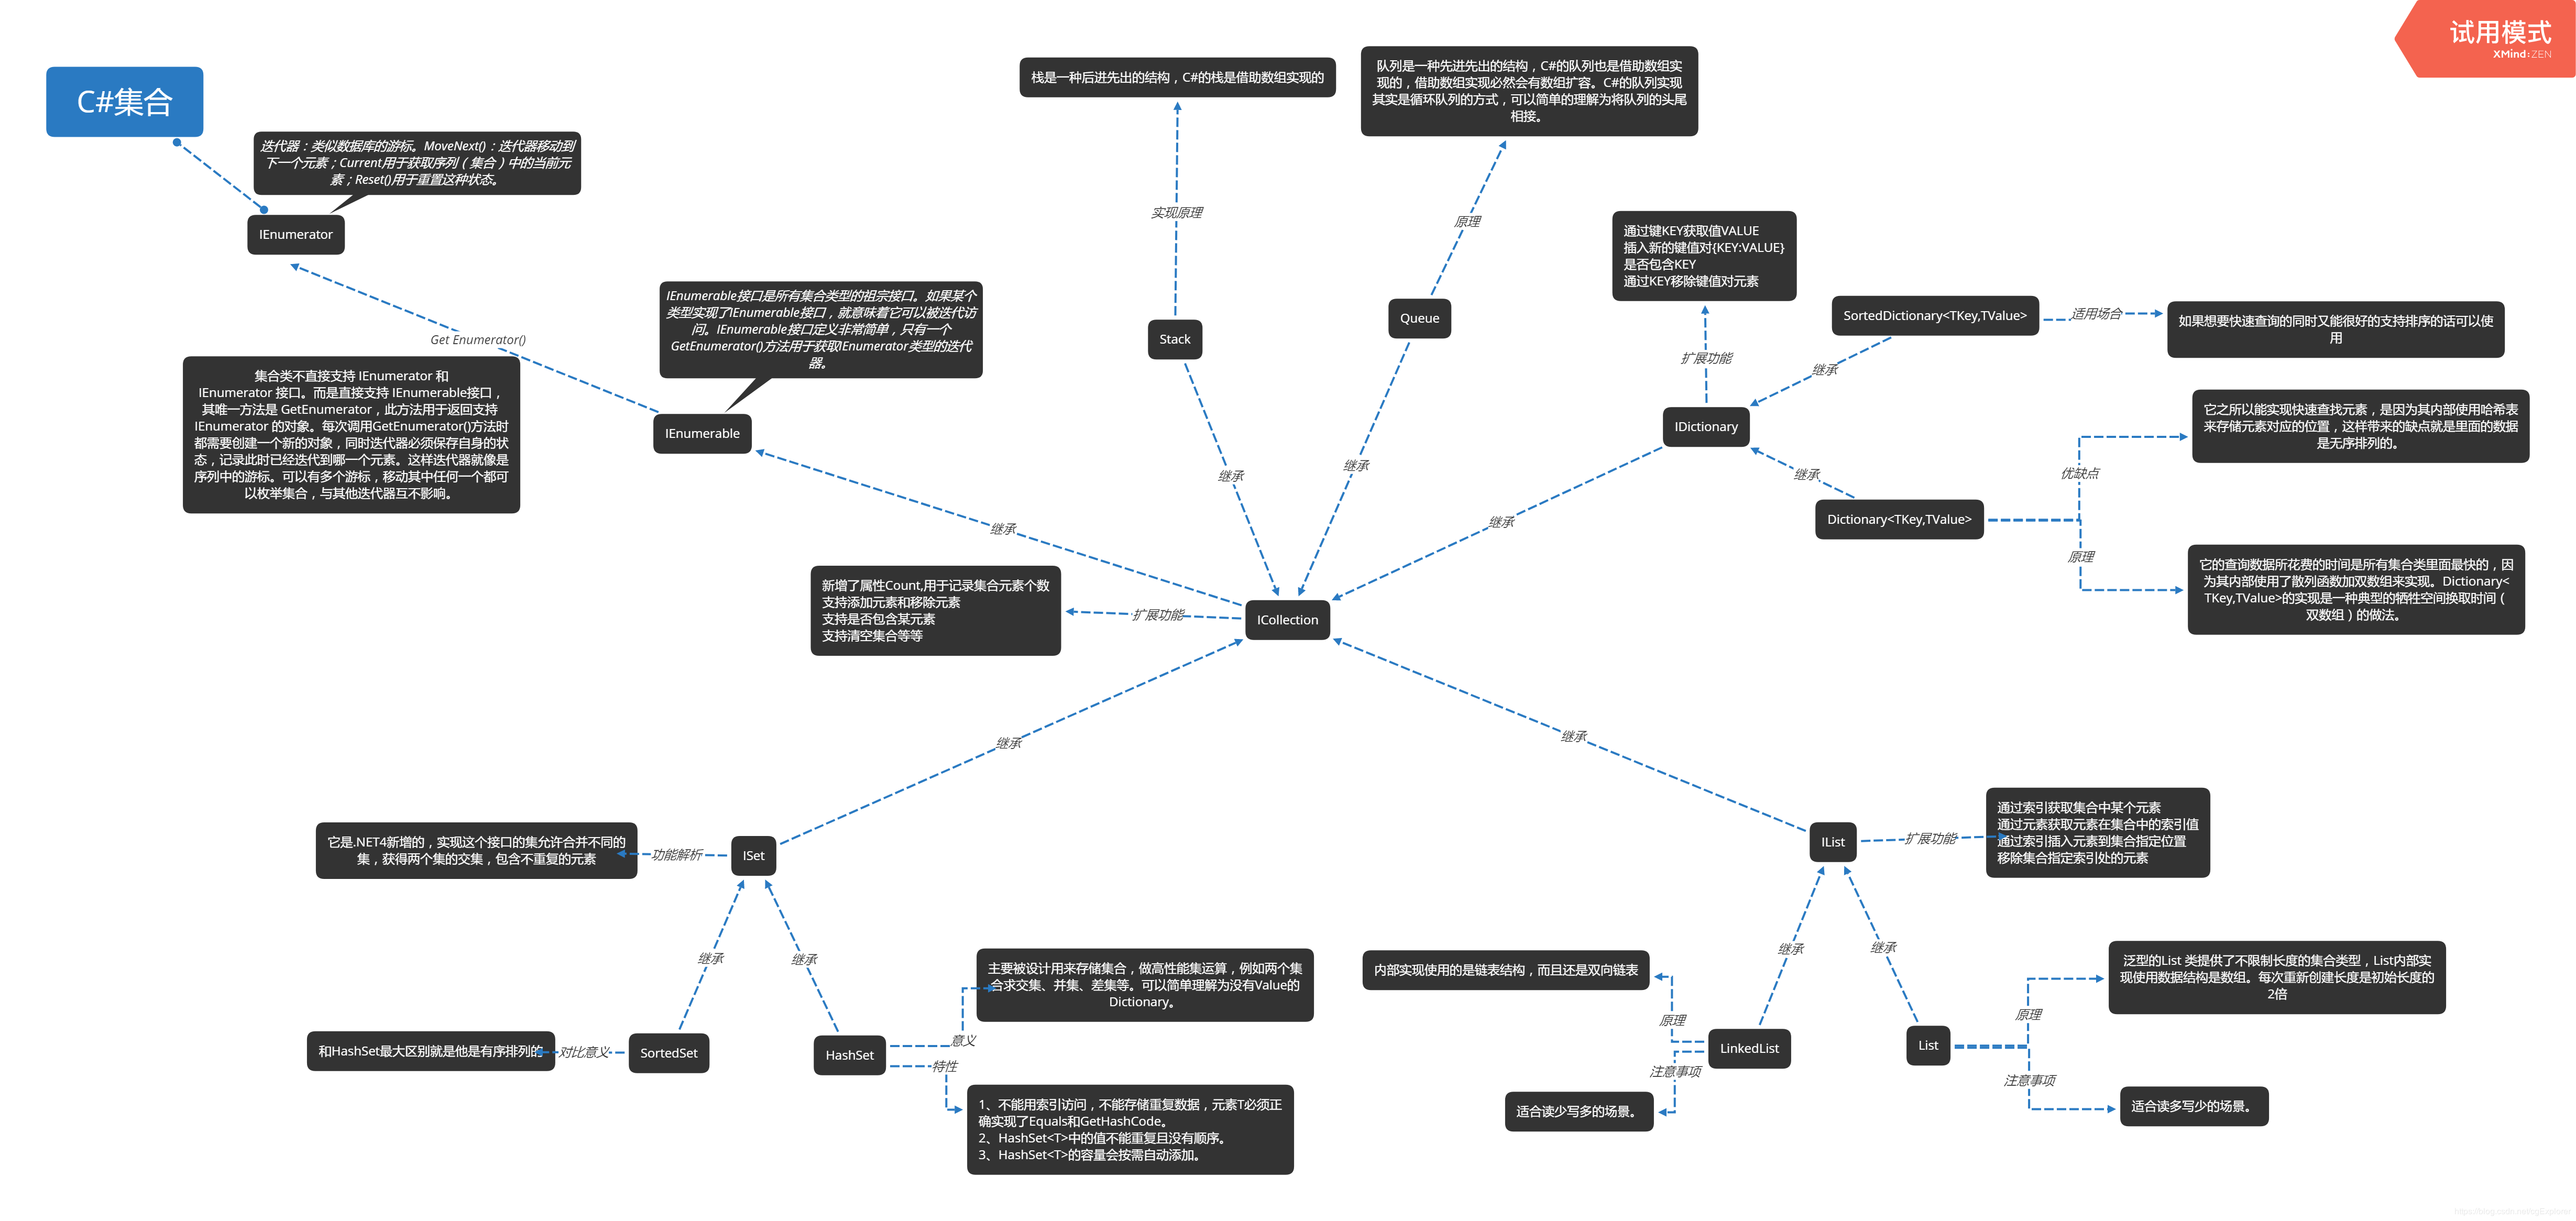 试用模式
XMind:ZEN
C#集合
迭代器：类似数据库的游标。MoveNext()：迭代器移动到
下一个元素；Current用于获取序列（集合）中的当前元
素；Reset()用于重置这种状态。
IEnumerator
Get Enumerator()
集合类不直接支持 IEnumerator 和
IEnumerator 接口。而是直接支持 IEnumerable接口，
其唯一方法是 GetEnumerator，此方法用于返回支持
IEnumerator 的对象。每次调用GetEnumerator()方法时
都需要创建一个新的对象，同时迭代器必须保存自身的状
态，记录此时已经迭代到哪一个元素。这样迭代器就像是
序列中的游标。可以有多个游标，移动其中任何一个都可
以枚举集合，与其他迭代器互不影响。
IEnumerable接口是所有集合类型的祖宗接口。如果某个
类型实现了IEnumerable接口，就意味着它可以被迭代访
问。IEnumerable接口定义非常简单，只有一个
GetEnumerator()方法用于获取IEnumerator类型的迭代
器。
IEnumerable
继承
栈是一种后进先出的结构，C#的栈是借助数组实现的
实现原理
Stack
继承
队列是一种先进先出的结构，C#的队列也是借助数组实
现的，借助数组实现必然会有数组扩容。C#的队列实现
其实是循环队列的方式，可以简单的理解为将队列的头尾
相接。
原理
Queue
继承
通过键KEY获取值VALUE
插入新的键值对{KEY:VALUE}
是否包含KEY
通过KEY移除键值对元素
扩展功能
IDictionary
继承
SortedDictionary<TKey,TValue>
继承
适用场合
如果想要快速查询的同时又能很好的支持排序的话可以使
用
Dictionary<TKey,TValue>
继承
优缺点
它之所以能实现快速查找元素，是因为其内部使用哈希表
来存储元素对应的位置，这样带来的缺点就是里面的数据
是无序排列的。
原理
它的查询数据所花费的时间是所有集合类里面最快的，因
为其内部使用了散列函数加双数组来实现。Dictionary<
TKey,TValue>的实现是一种典型的牺牲空间换取时间（
双数组）的做法。
新增了属性Count,用于记录集合元素个数
支持添加元素和移除元素
支持是否包含某元素
支持清空集合等等
扩展功能
ICollection
继承
继承
它是.NET4新增的，实现这个接口的集允许合并不同的
集，获得两个集的交集，包含不重复的元素
功能解析
ISet
继承
继承
和HashSet最大区别就是他是有序排列的
对比意义
SortedSet
HashSet
意义
主要被设计用来存储集合，做高性能集运算，例如两个集
合求交集、并集、差集等。可以简单理解为没有Value的
Dictionary。
特性
1、不能用索引访问，不能存储重复数据，元素T必须正
确实现了Equals和GetHashCode。
2、HashSet<T>中的值不能重复且没有顺序。
3、HashSet<T>的容量会按需自动添加。
IList
扩展功能
通过索引获取集合中某个元素
通过元素获取元素在集合中的索引值
通过索引插入元素到集合指定位置
移除集合指定索引处的元素
继承
继承
内部实现使用的是链表结构，而且还是双向链表
原理
LinkedList
注意事项
适合读少写多的场景。
List
原理
泛型的List 类提供了不限制长度的集合类型，List内部实
现使用数据结构是数组。每次重新创建长度是初始长度的
2倍
注意事项
适合读多写少的场景。